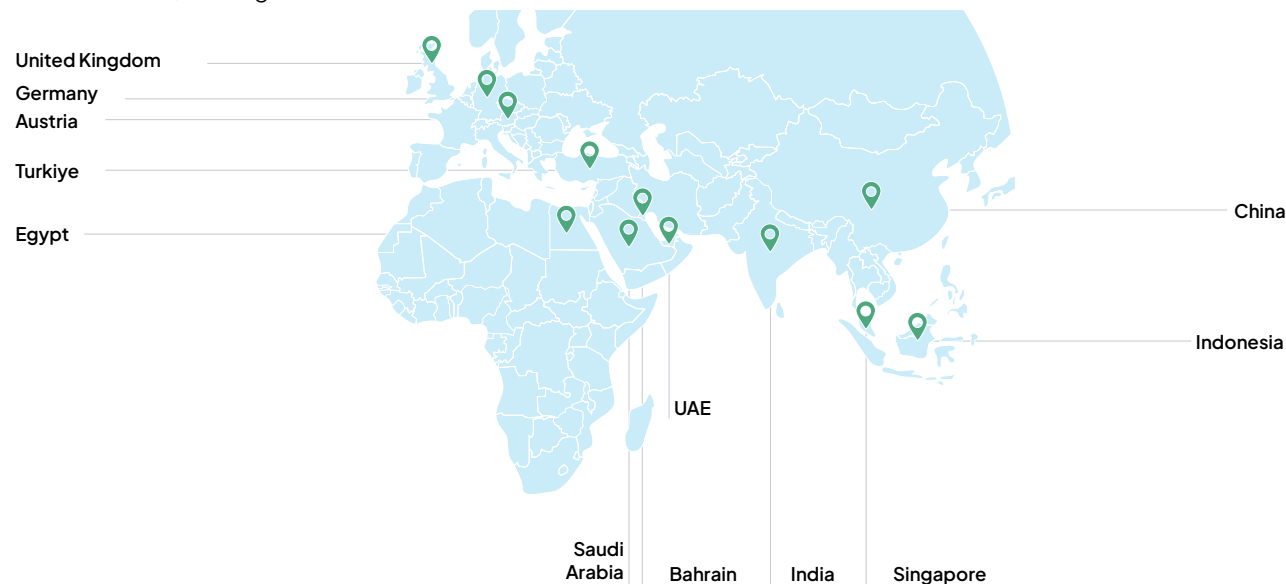 United Kingdom
Germany
Austria
Turkiye
Egypt
China
Indonesia
UAE
Saudi
Arabia
Bahrain
India
Singapore